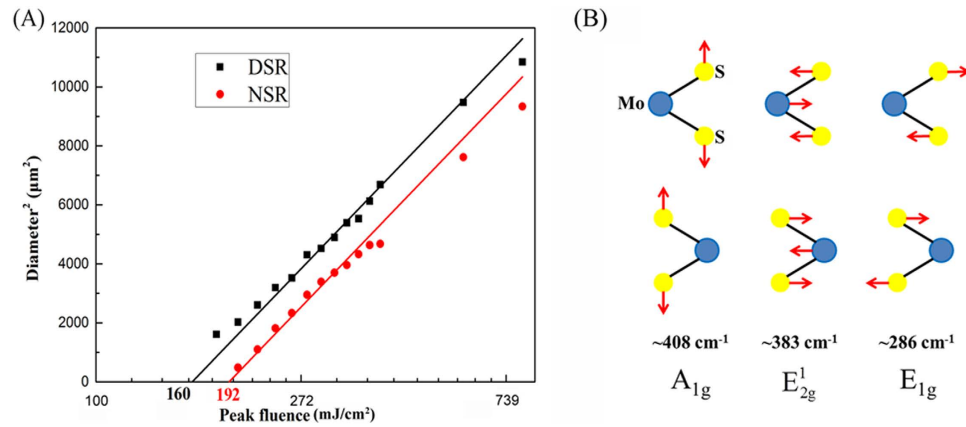 (A)
12000
10000
8000
6000
4000
2000
0
Diameter² (μm²)
DSR
NSR
100
160
192
272
739
Peak fluence (mJ/cm²)
(B)
S
Mo
S
~408 cm⁻¹
~383 cm⁻¹
~286 cm⁻¹
A₁g
E¹₂g
E₁g